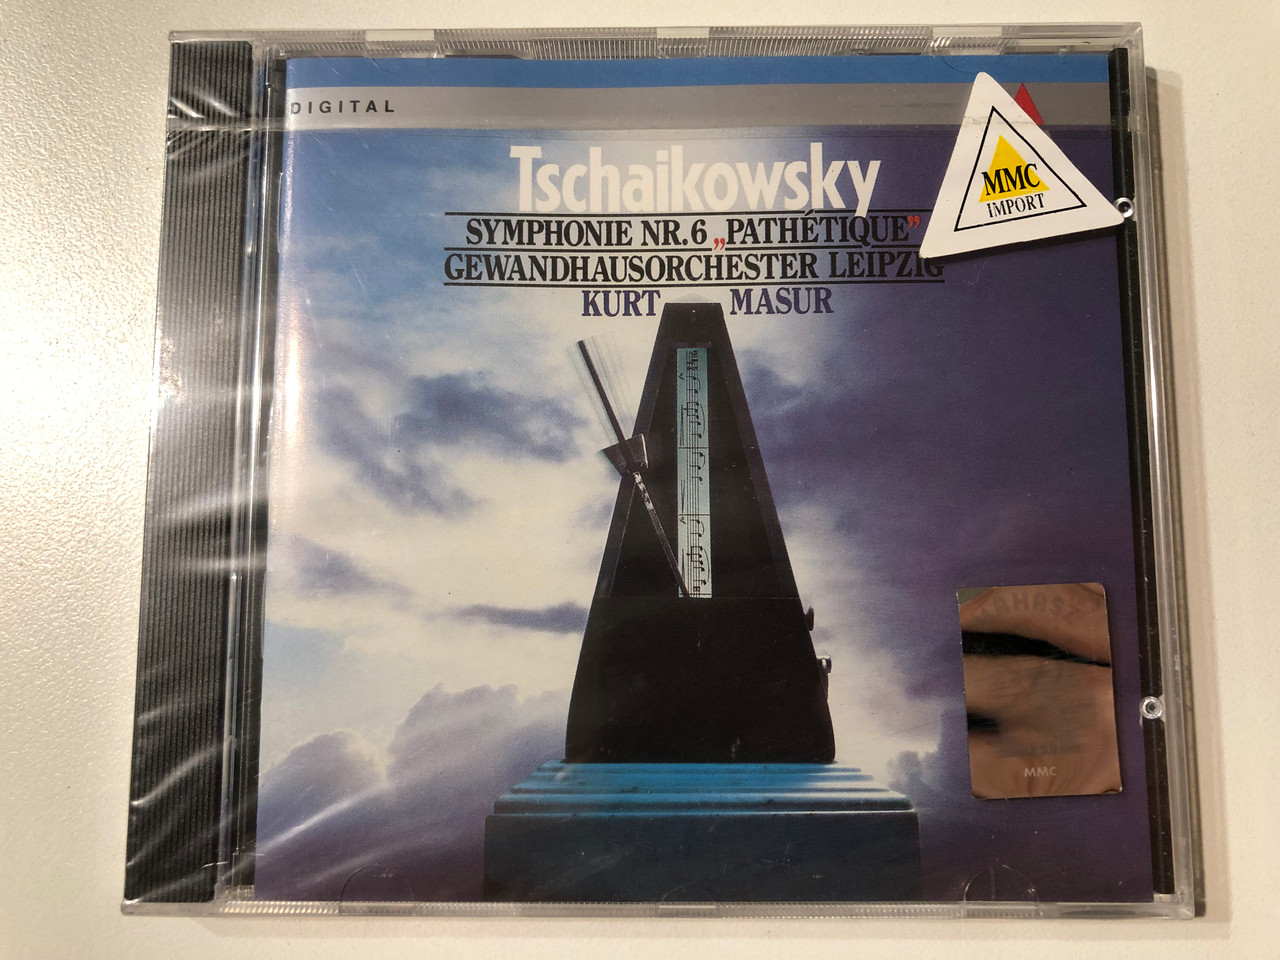 DIGITAL
Tschaikowsky
SYMPHONIE NR.6 „PATHÉTIQUE”
GEWANDHAUSORCHESTER LEIPZIG
KURT MASUR
MMC
IMPORT
MMC